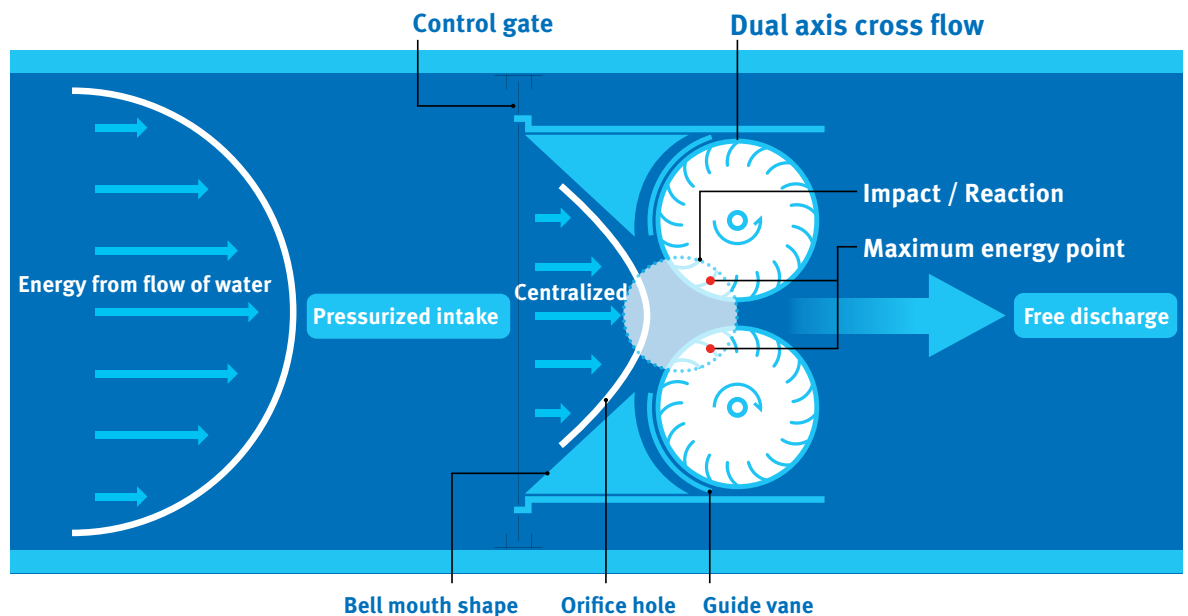 Control gate
Dual axis cross flow
Impact / Reaction
Maximum energy point
Energy from flow of water
Pressurized intake
Centralized
Free discharge
Bell mouth shape
Orifice hole
Guide vane